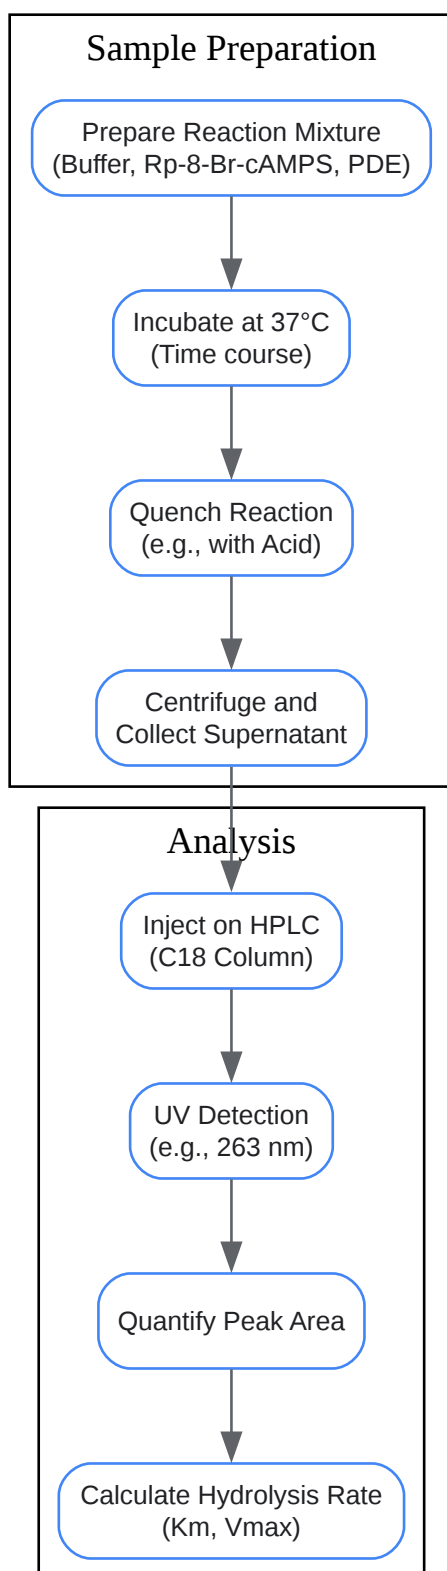 Sample Preparation
Prepare Reaction Mixture
(Buffer, Rp-8-Br-cAMPS, PDE)
Incubate at 37°C
(Time course)
Quench Reaction
(e.g., with Acid)
Centrifuge and
Collect Supernatant
Analysis
Inject on HPLC
(C18 Column)
UV Detection
(e.g., 263 nm)
Quantify Peak Area
Calculate Hydrolysis Rate
(Km, Vmax)